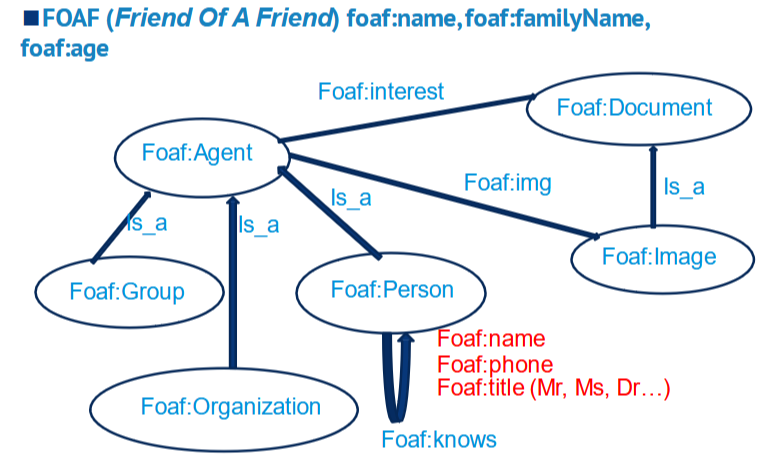 ■FOAF (Friend Of A Friend) foaf:name,foaf:familyName,
foaf:age
Foaf:interest
Foaf:Document
Foaf:Agent
Foaf:img
Is_a
Is_a
Is_a
Is_a
Foaf:Image
Foaf:Group
Foaf:Person
Foaf:name
Foaf:phone
Foaf:title (Mr, Ms, Dr…)
Foaf:Organization
Foaf:knows